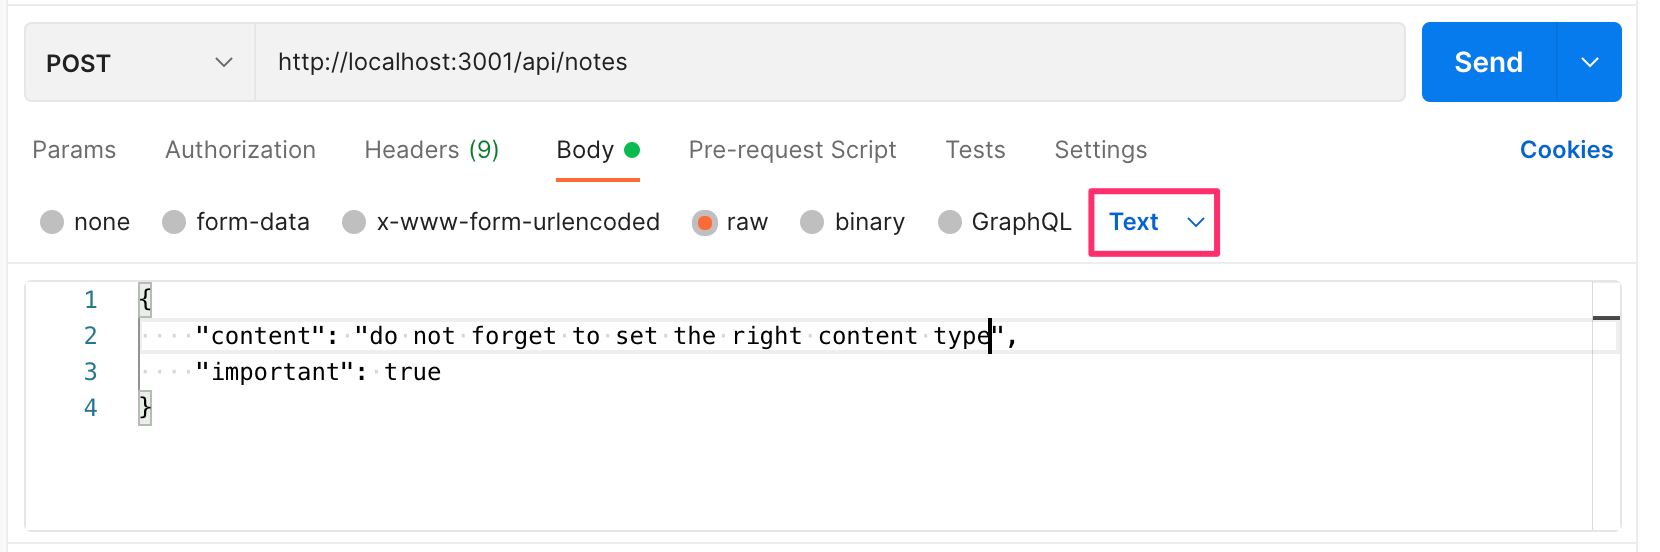 POST http://localhost:3001/api/notes Send
Params Authorization Headers (9) Body Pre-request Script Tests Settings Cookies
none form-data x-www-form-urlencoded raw binary GraphQL Text
1 {
2 "content": "do not forget to set the right content type",
3 "important": true
4 }